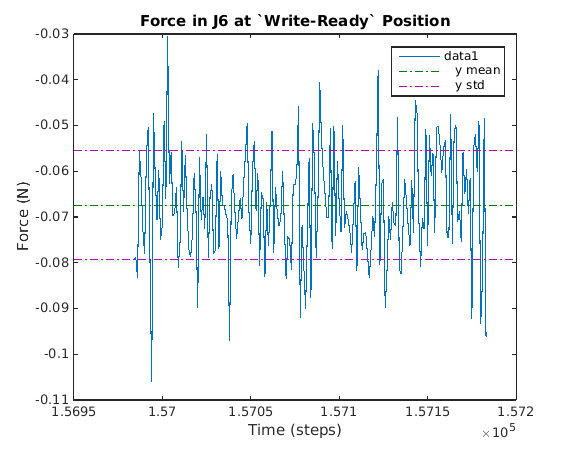 Force in J6 at `Write-Ready` Position
data1
y mean
y std
Force (N)
-0.03
-0.04
-0.05
-0.06
-0.07
-0.08
-0.09
-0.1
-0.11
1.5695 1.57 1.5705 1.571 1.5715 1.572
Time (steps)
×10^5